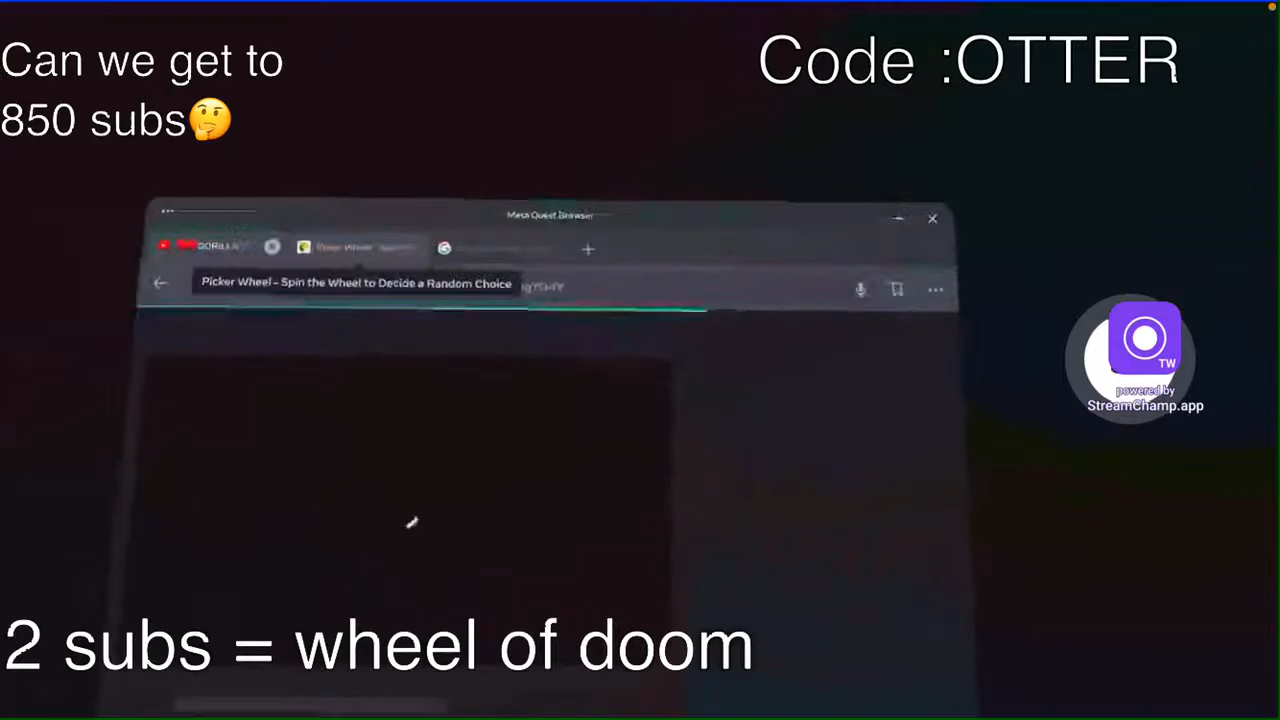 Can we get to
850 subs🤔
Code :OTTER
Meta Quest Browser
GORILLA
Picker Wheel - Spin the Wheel to Decide a Random Choice
TW
powered by
StreamChamp.app
2 subs = wheel of doom